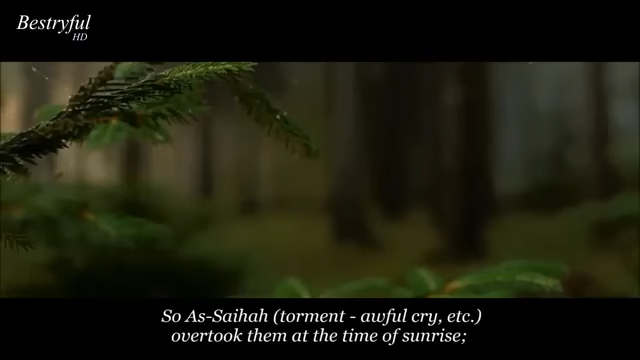 Bestryful
HD
So As-Saihah (torment - awful cry, etc.)
overtook them at the time of sunrise;